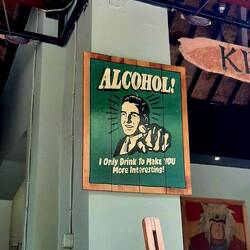 ALCOHOL!
I Only Drink To Make YOU
More Interesting!